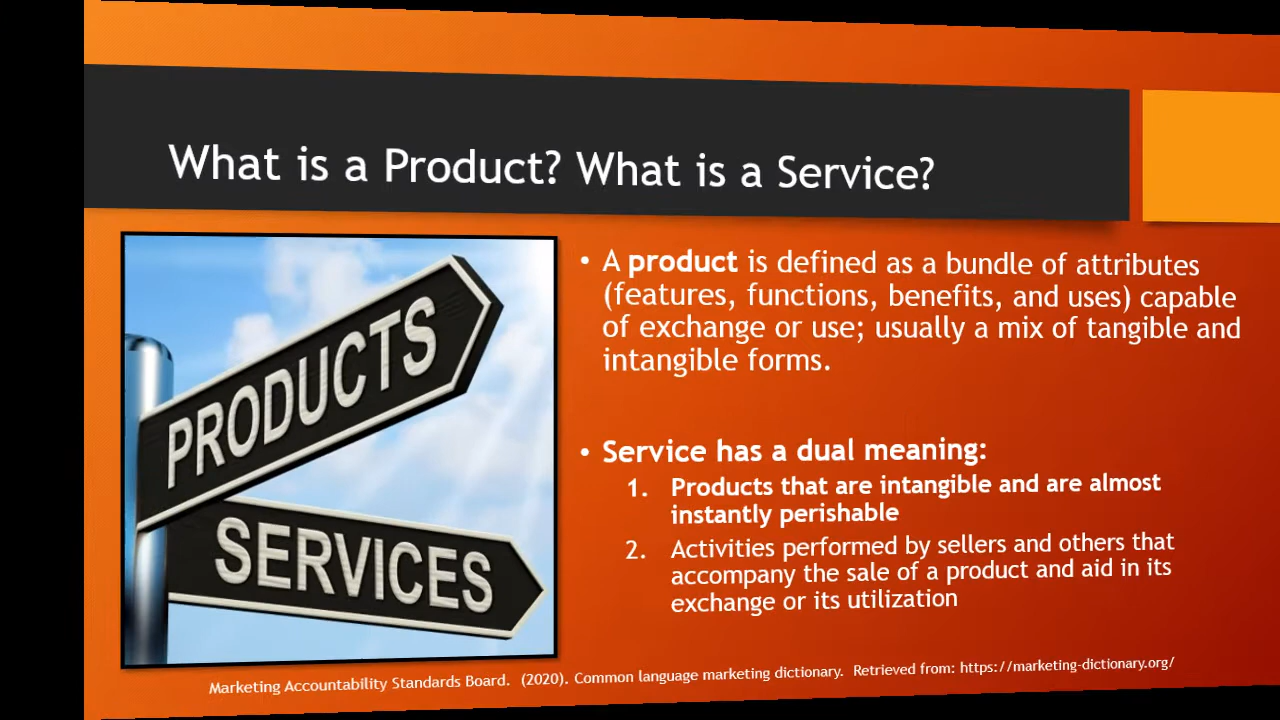 What is a Product? What is a Service?
PRODUCTS
SERVICES
• A product is defined as a bundle of attributes
(features, functions, benefits, and uses) capable
of exchange or use; usually a mix of tangible and
intangible forms.
• Service has a dual meaning:
1. Products that are intangible and are almost
instantly perishable
2. Activities performed by sellers and others that
accompany the sale of a product and aid in its
exchange or its utilization
Marketing Accountability Standards Board. (2020). Common language marketing dictionary. Retrieved from: https://marketing-dictionary.org/